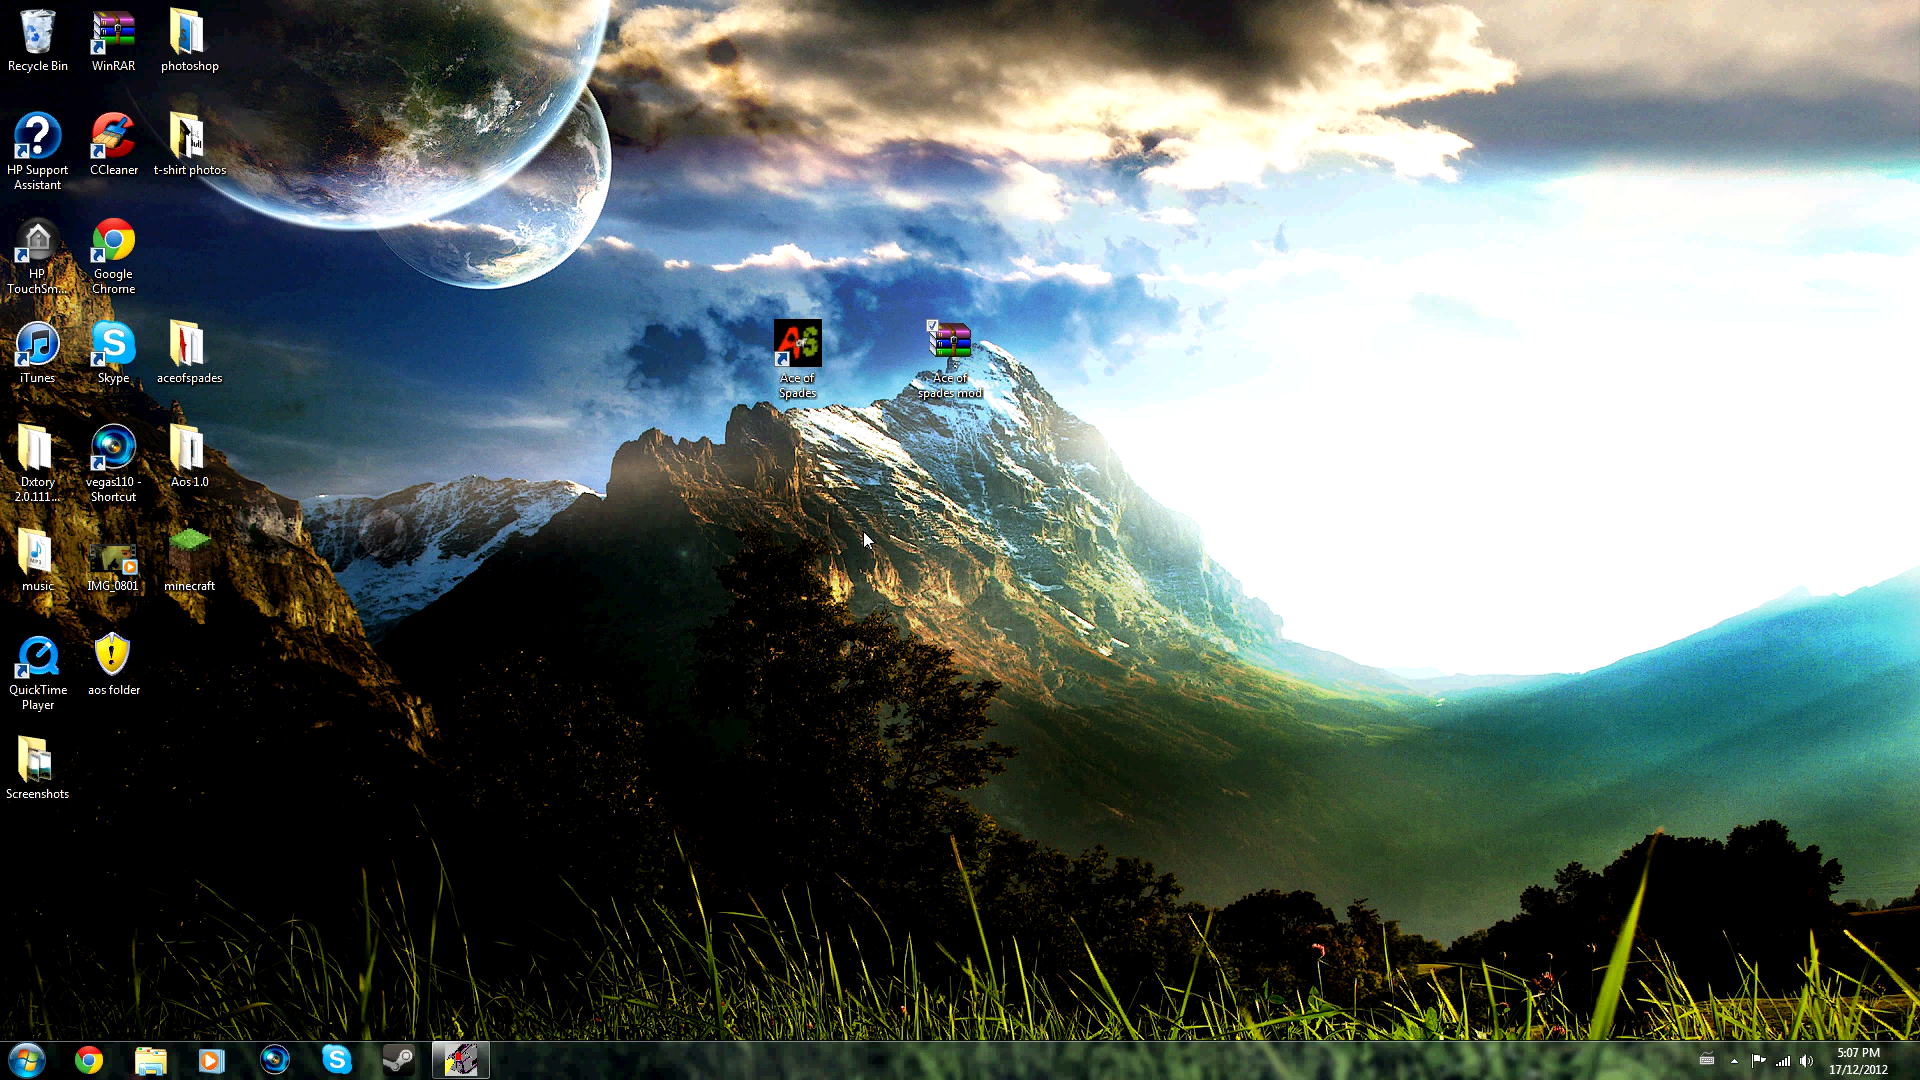 Recycle Bin
WinRAR
photoshop
HP Support
Assistant
CCleaner
t-shirt photos
HP
TouchSm...
Google
Chrome
iTunes
Skype
aceofspades
Ace of
Spades
Ace of
spades mod
Dxtory
2.0.111...
vegas110 -
Shortcut
Aos 1.0
music
IMG_0801
minecraft
QuickTime
Player
aos folder
Screenshots
5:07 PM
17/12/2012